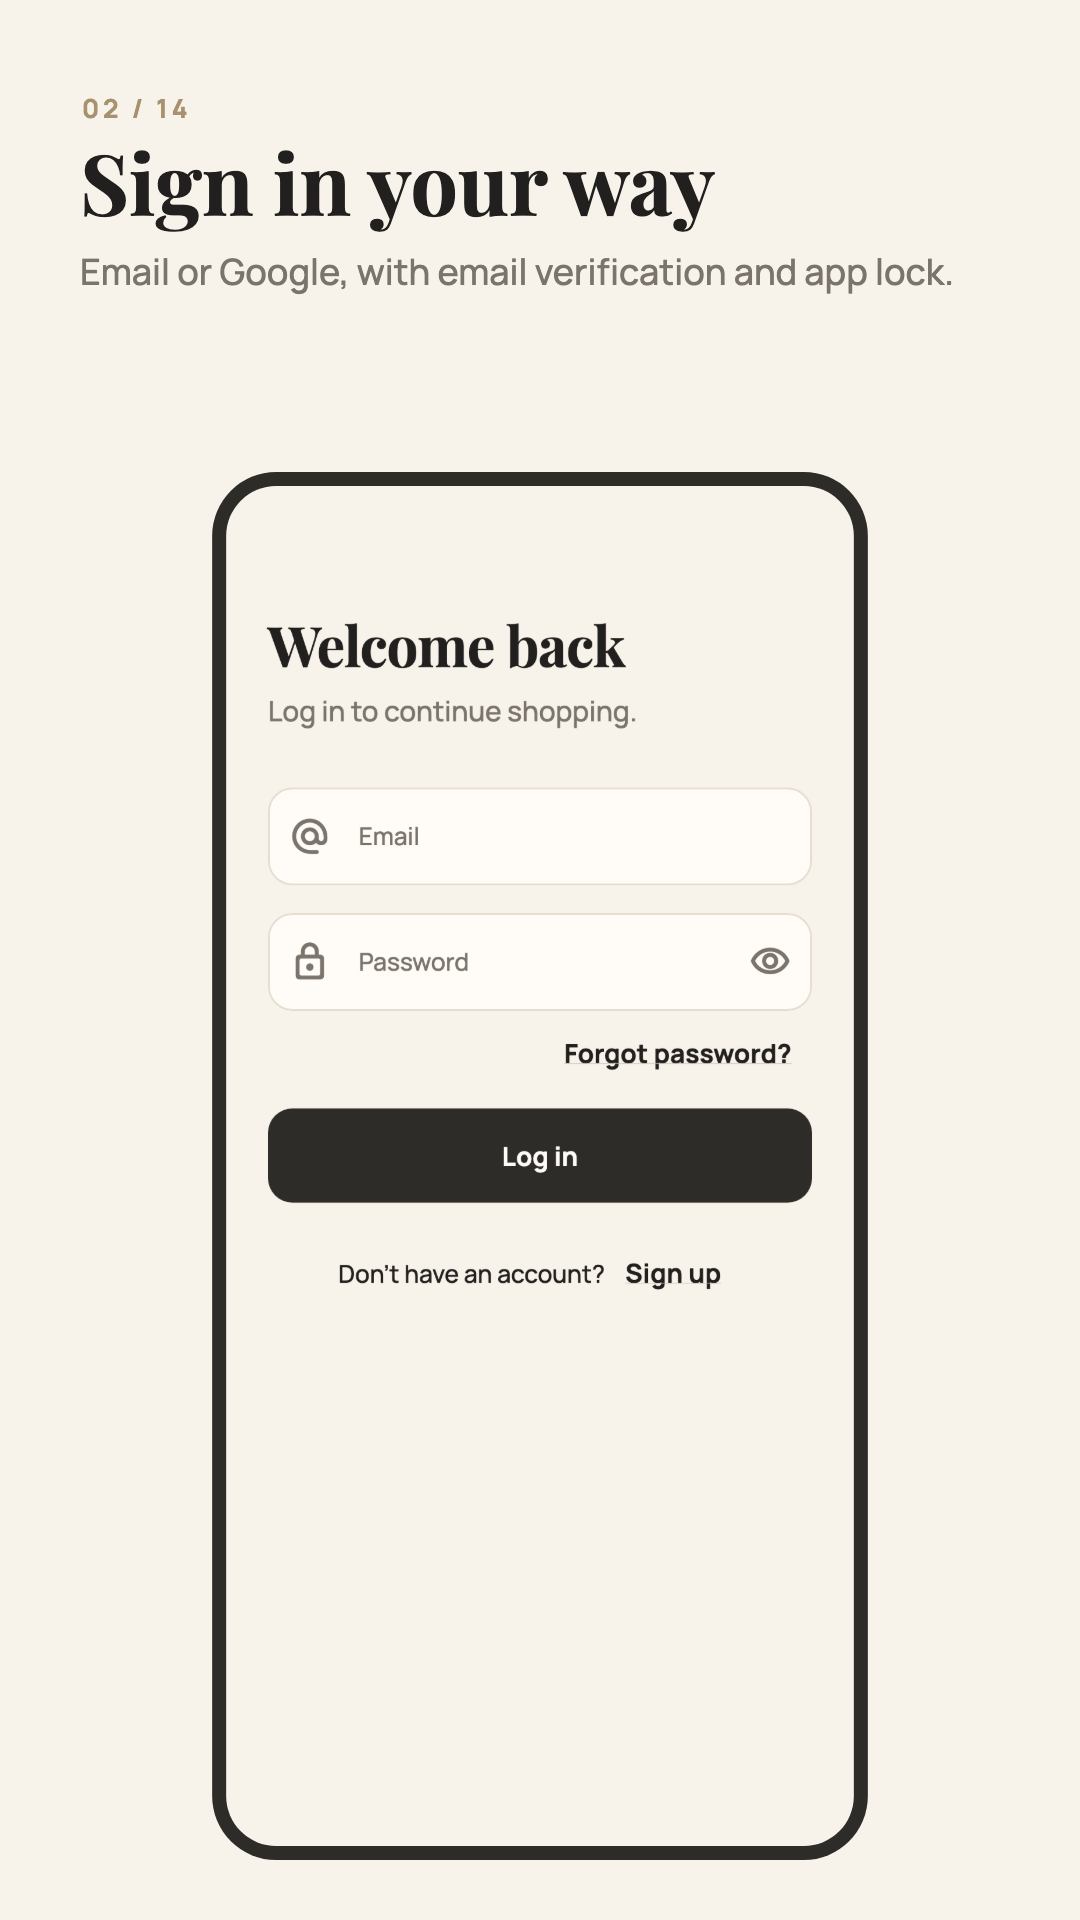 02 / 14
Sign in your way
Email or Google, with email verification and app lock.
Welcome back
Log in to continue shopping.
Email
Password
Forgot password?
Log in
Don’t have an account? Sign up